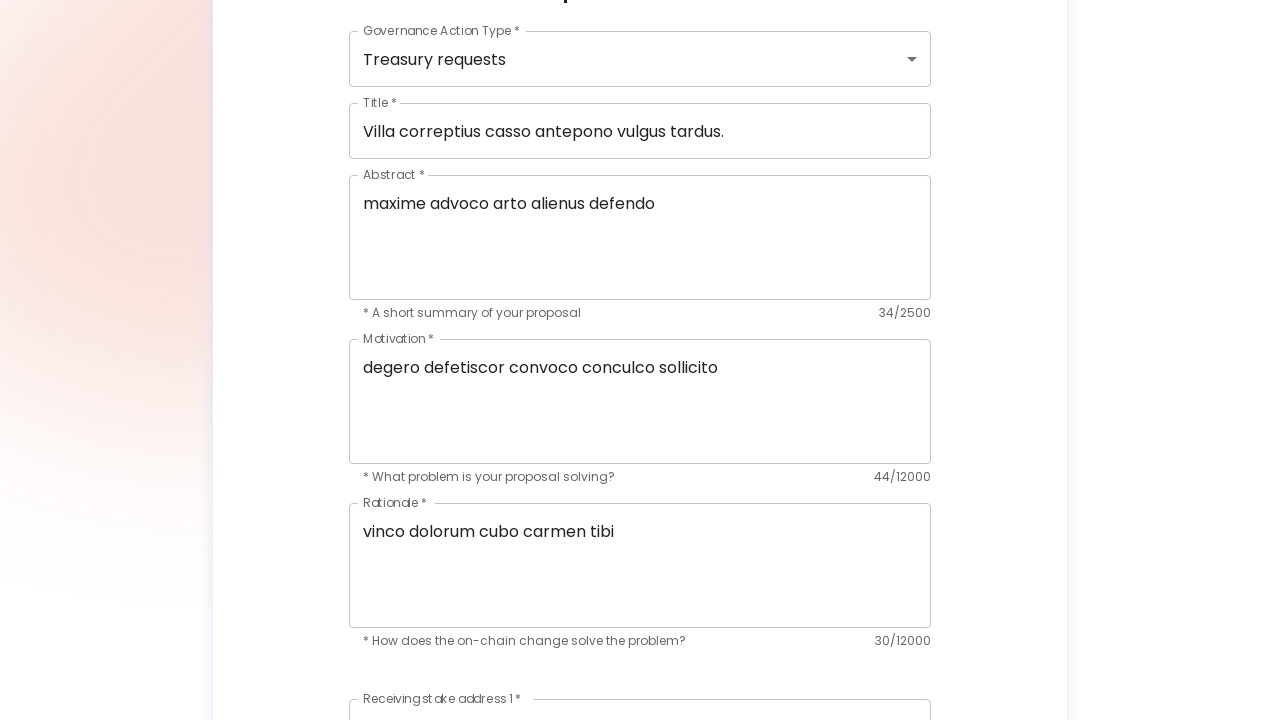 Governance Action Type *
Treasury requests
Title *
Villa correptius casso antepono vulgus tardus.
Abstract *
maxime advoco arto alienus defendo
* A short summary of your proposal 34/2500
Motivation *
degero defetiscor convoco conculco sollicito
* What problem is your proposal solving? 44/12000
Rationale *
vinco dolorum cubo carmen tibi
* How does the on-chain change solve the problem? 30/12000
Receiving stake address 1 *